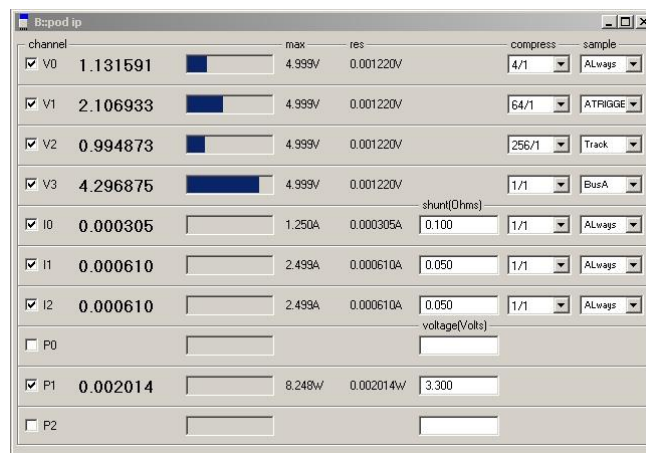 B::pod ip
channel max res compress sample
V0 1.131591 4.999V 0.001220V 4/1 ALways
V1 2.106933 4.999V 0.001220V 64/1 ATRIGGE
V2 0.994873 4.999V 0.001220V 256/1 Track
V3 4.296875 4.999V 0.001220V 1/1 BusA
shunt(Ohms)
I0 0.000305 1.250A 0.000305A 0.100 1/1 ALways
I1 0.000610 2.499A 0.000610A 0.050 1/1 ALways
I2 0.000610 2.499A 0.000610A 0.050 1/1 ALways
voltage(Volts)
P0
P1 0.002014 8.248W 0.002014W 3.300
P2